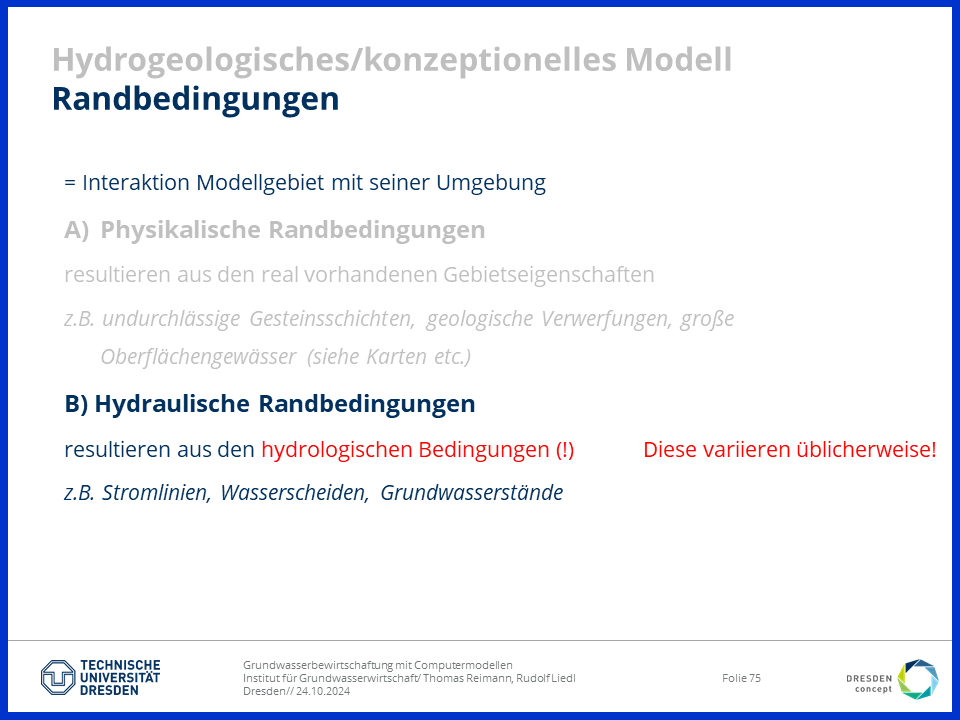 Hydrogeologisches/konzeptionelles Modell
Randbedingungen
= Interaktion Modellgebiet mit seiner Umgebung
A) Physikalische Randbedingungen
resultieren aus den real vorhandenen Gebietseigenschaften
z.B. undurchlässige Gesteinsschichten, geologische Verwerfungen, große
Oberflächengewässer (siehe Karten etc.)
B) Hydraulische Randbedingungen
resultieren aus den hydrologischen Bedingungen (!) Diese variieren üblicherweise!
z.B. Stromlinien, Wasserscheiden, Grundwasserstände
TECHNISCHE
UNIVERSITÄT
DRESDEN
Grundwasserbewirtschaftung mit Computermodellen
Institut für Grundwasserwirtschaft/ Thomas Reimann, Rudolf Liedl
Dresden// 24.10.2024
Folie 75
DRESDEN
concept